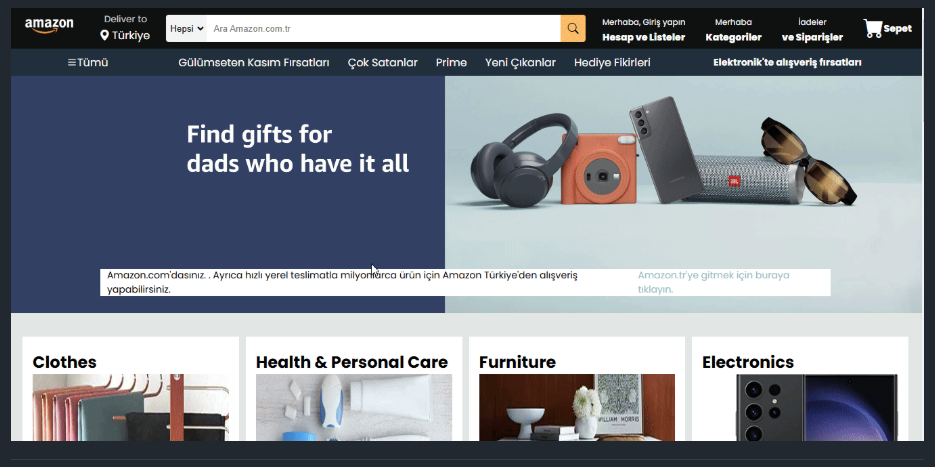 amazon
Deliver to
Türkiye
Hepsi
Ara Amazon.com.tr
Merhaba, Giriş yapın
Hesap ve Listeler
Merhaba
Kategoriler
İadeler
ve Siparişler
Sepet
Tümü
Gülümseten Kasım Fırsatları
Çok Satanlar
Prime
Yeni Çıkanlar
Hediye Fikirleri
Elektronik'te alışveriş fırsatları
Find gifts for
dads who have it all
JBL
Amazon.com'dasınız. . Ayrıca hızlı yerel teslimatla milyonlarca ürün için Amazon Türkiye'den alışveriş
yapabilirsiniz.
Amazon.tr'ye gitmek için buraya
tıklayın.
Clothes
Health & Personal Care
Furniture
Electronics
WILLIAM MORRIS